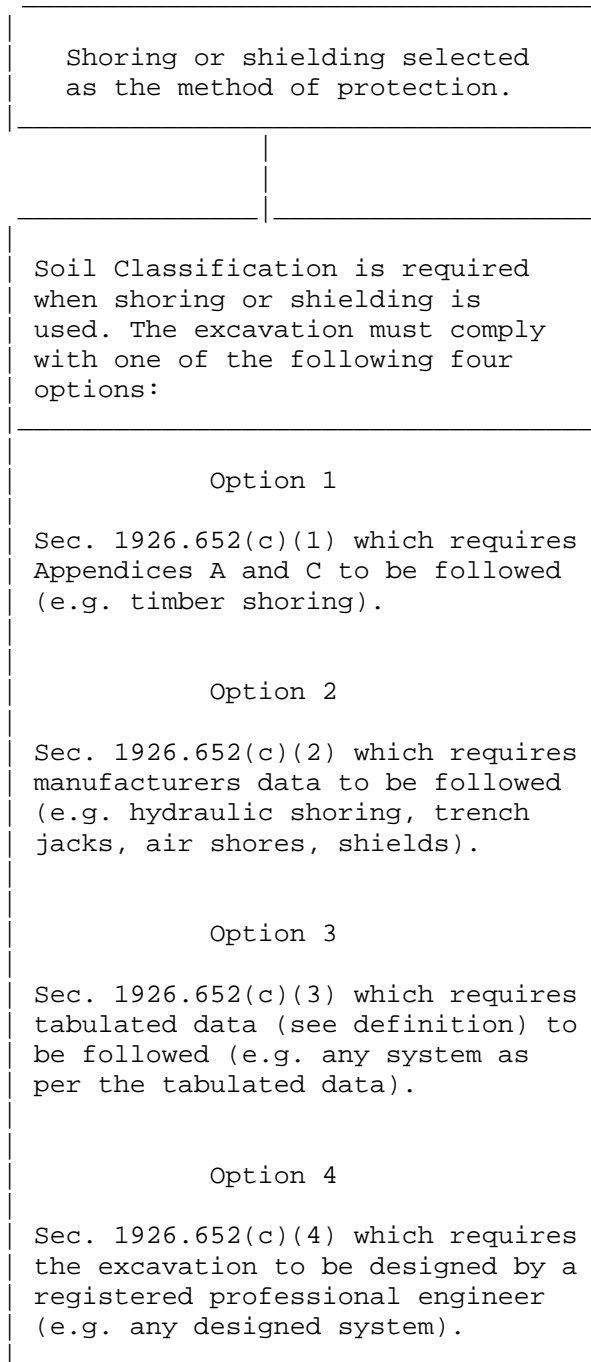 Shoring or shielding selected
as the method of protection.
Soil Classification is required
when shoring or shielding is
used. The excavation must comply
with one of the following four
options:
Option 1
Sec. 1926.652(c)(1) which requires
Appendices A and C to be followed
(e.g. timber shoring).
Option 2
Sec. 1926.652(c)(2) which requires
manufacturers data to be followed
(e.g. hydraulic shoring, trench
jacks, air shores, shields).
Option 3
Sec. 1926.652(c)(3) which requires
tabulated data (see definition) to
be followed (e.g. any system as
per the tabulated data).
Option 4
Sec. 1926.652(c)(4) which requires
the excavation to be designed by a
registered professional engineer
(e.g. any designed system).